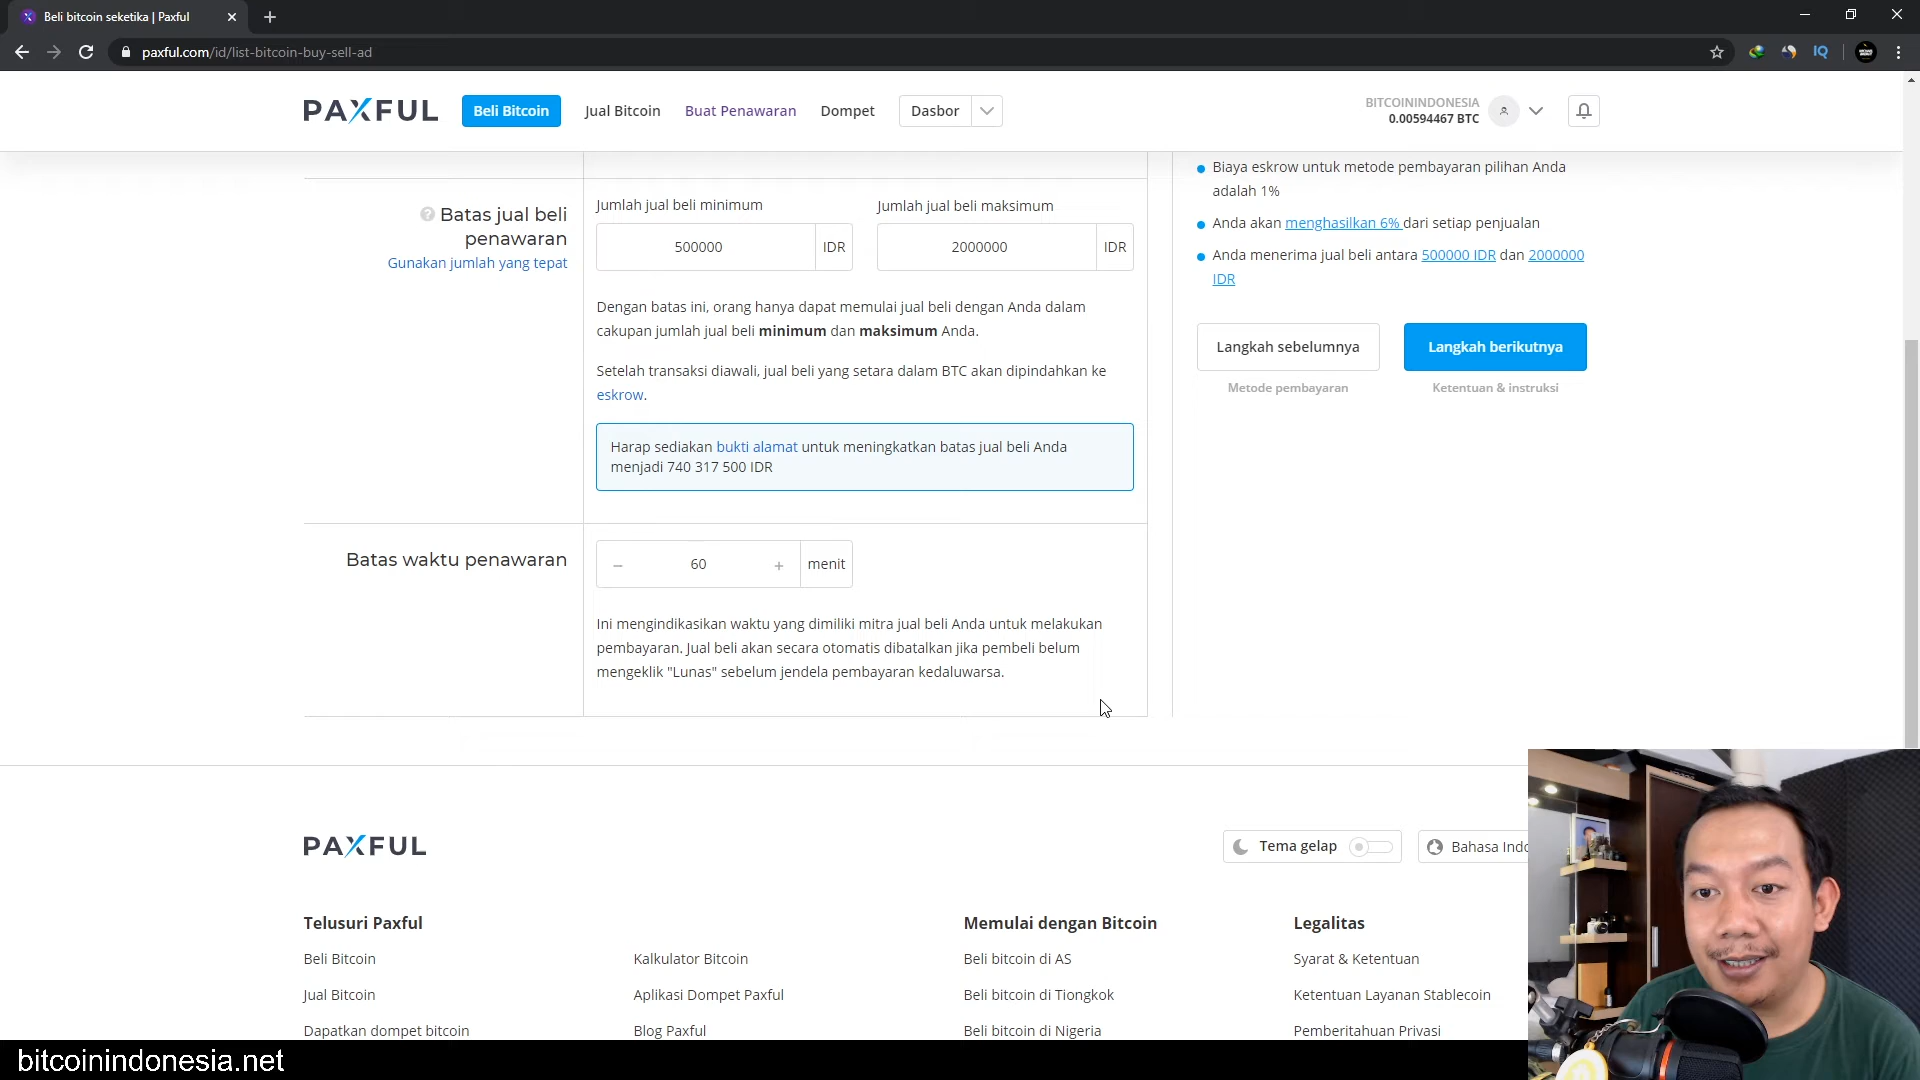 Beli bitcoin seketika | Paxful
paxful.com/id/list-bitcoin-buy-sell-ad
IQ
PAXFUL
Beli Bitcoin
Jual Bitcoin
Buat Penawaran
Dompet
Dasbor
BITCOININDONESIA
0.00594467 BTC
Batas jual beli
penawaran
Gunakan jumlah yang tepat
Jumlah jual beli minimum
500000 IDR
Jumlah jual beli maksimum
2000000 IDR
Dengan batas ini, orang hanya dapat memulai jual beli dengan Anda dalam
cakupan jumlah jual beli minimum dan maksimum Anda.
Setelah transaksi diawali, jual beli yang setara dalam BTC akan dipindahkan ke
eskrow.
Harap sediakan bukti alamat untuk meningkatkan batas jual beli Anda
menjadi 740 317 500 IDR
Batas waktu penawaran
– 60 + menit
Ini mengindikasikan waktu yang dimiliki mitra jual beli Anda untuk melakukan
pembayaran. Jual beli akan secara otomatis dibatalkan jika pembeli belum
mengeklik "Lunas" sebelum jendela pembayaran kedaluwarsa.
Biaya eskrow untuk metode pembayaran pilihan Anda
adalah 1%
Anda akan menghasilkan 6% dari setiap penjualan
Anda menerima jual beli antara 500000 IDR dan 2000000
IDR
Langkah sebelumnya
Metode pembayaran
Langkah berikutnya
Ketentuan & instruksi
PAXFUL
Tema gelap
Bahasa Indo
Telusuri Paxful
Beli Bitcoin
Jual Bitcoin
Dapatkan dompet bitcoin
Kalkulator Bitcoin
Aplikasi Dompet Paxful
Blog Paxful
Memulai dengan Bitcoin
Beli bitcoin di AS
Beli bitcoin di Tiongkok
Beli bitcoin di Nigeria
Legalitas
Syarat & Ketentuan
Ketentuan Layanan Stablecoin
Pemberitahuan Privasi
bitcoinindonesia.net